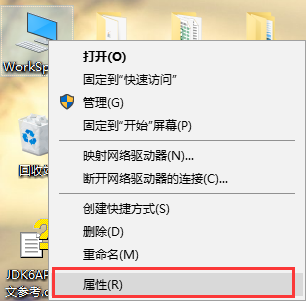 WorkSp
打开(O)
固定到"快速访问"
管理(G)
固定到"开始"屏幕(P)
映射网络驱动器(N)...
断开网络驱动器的连接(C)...
创建快捷方式(S)
删除(D)
重命名(M)
属性(R)
回收站
JDK6AP
文参考.c